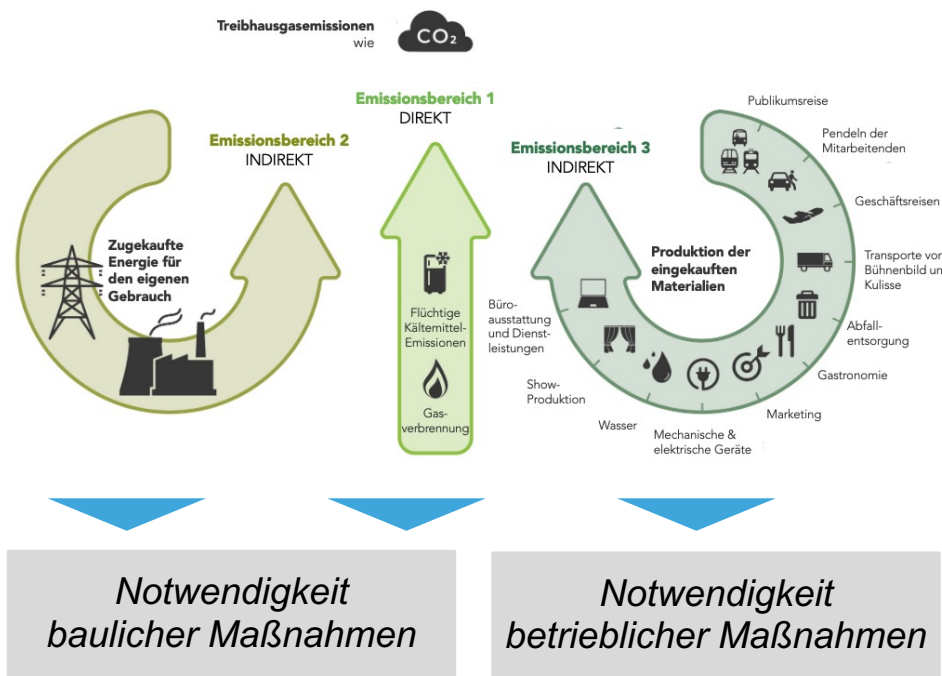 Treibhausgasemissionen
wie
CO₂
Emissionsbereich 2
INDIREKT
Zugekaufte
Energie für
den eigenen
Gebrauch
Emissionsbereich 1
DIREKT
Flüchtige
Kältemittel-
Emissionen
Gas-
verbrennung
Emissionsbereich 3
INDIREKT
Produktion der
eingekauften
Materialien
Publikumsreise
Pendeln der
Mitarbeitenden
Geschäftsreisen
Transporte vor
Bühnenbild un
Kulisse
Abfall-
entsorgung
Gastronomie
Marketing
Mechanische &
elektrische Geräte
Wasser
Show-
Produktion
Büro-
ausstattung
und Dienst-
leistungen
Notwendigkeit
baulicher Maßnahmen
Notwendigkeit
betrieblicher Maßnahmen